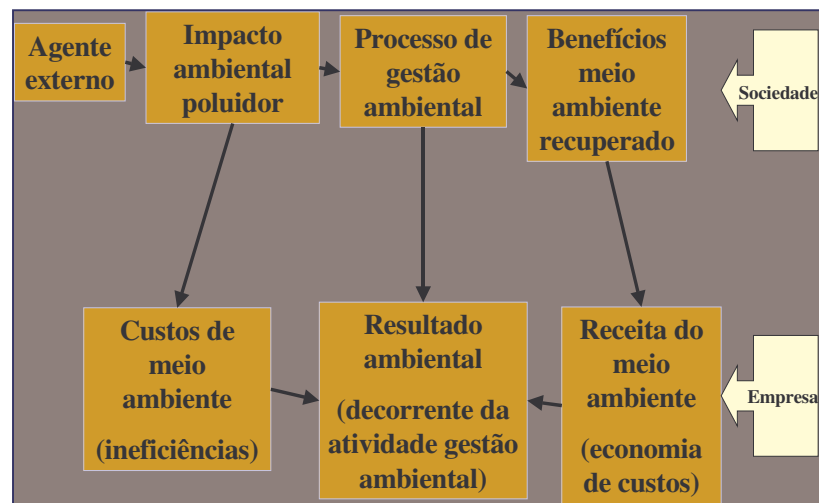 Agente
externo
Impacto
ambiental
poluidor
Processo de
gestão
ambiental
Benefícios
meio
ambiente
recuperado
Sociedade
Custos de
meio
ambiente
(ineficiências)
Resultado
ambiental
(decorrente da
atividade gestão
ambiental)
Receita do
meio
ambiente
(economia
de custos)
Empresa